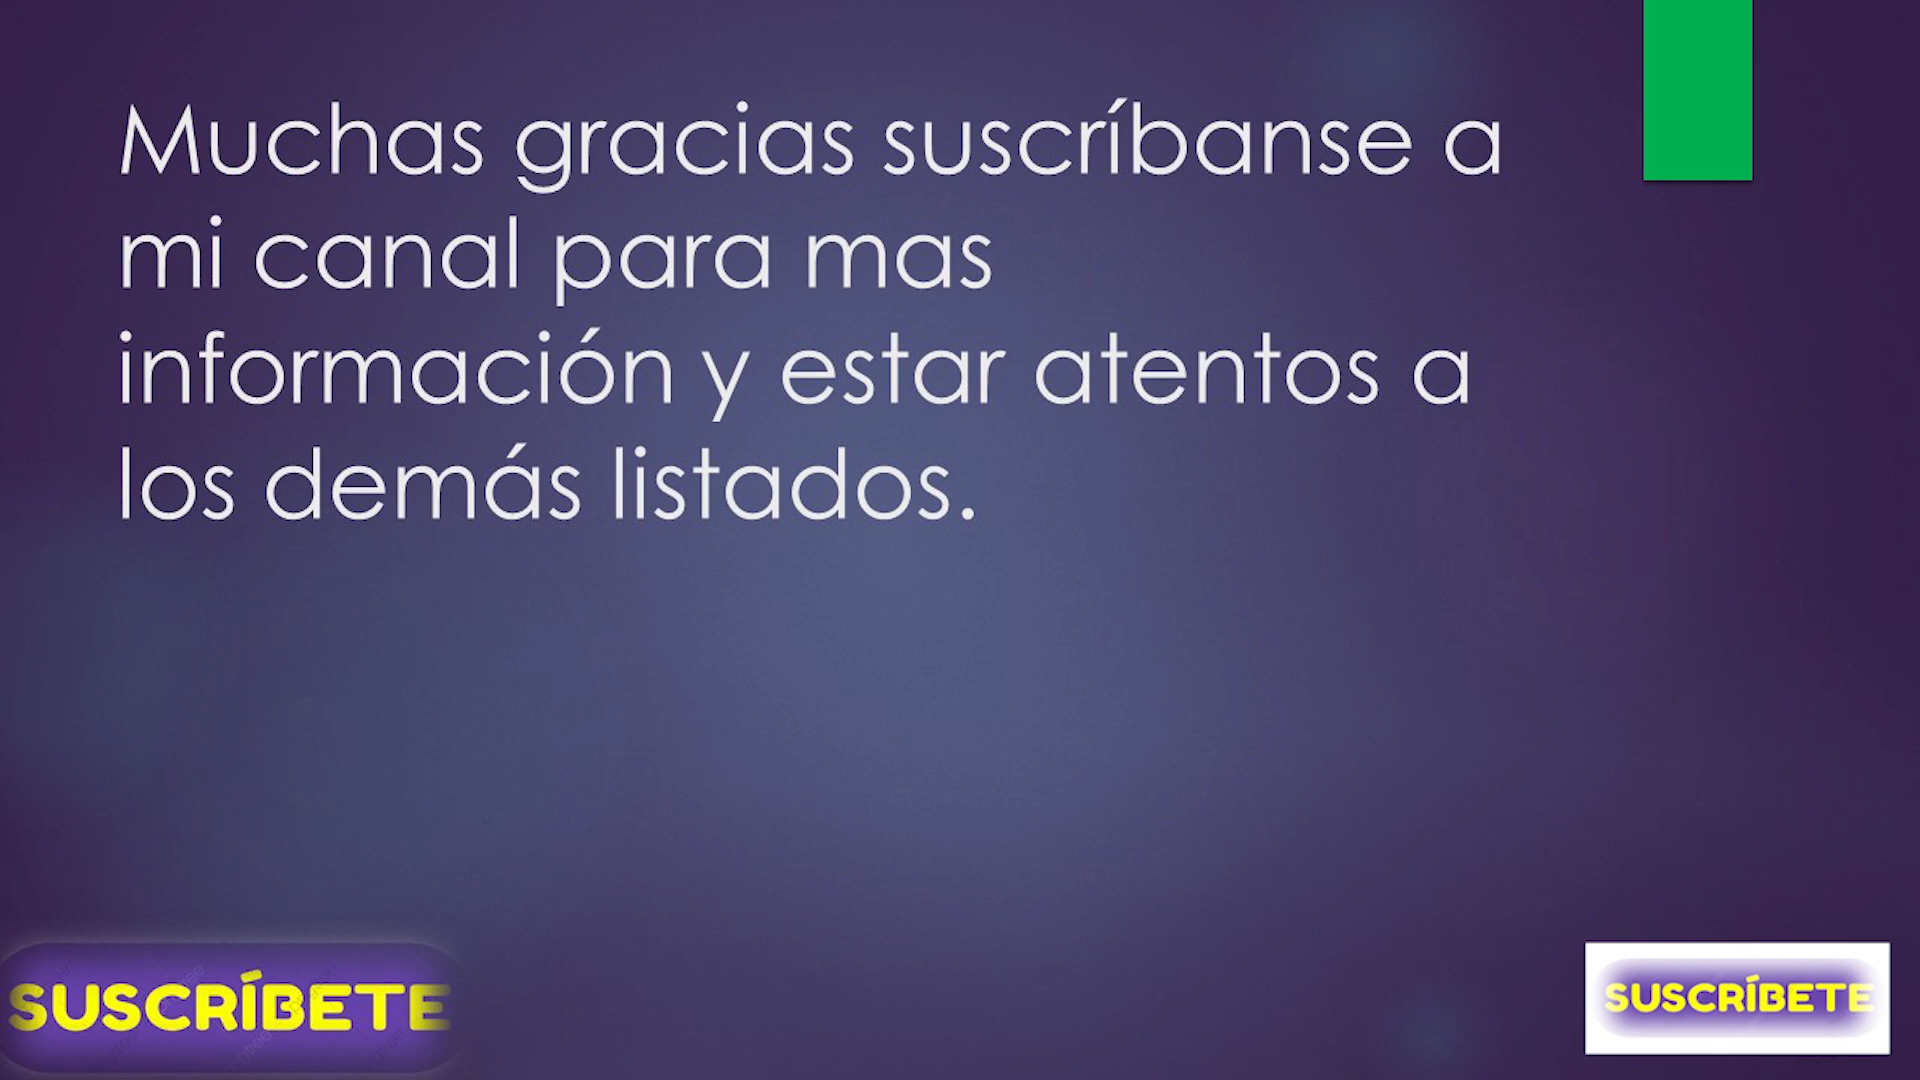 Muchas gracias suscríbanse a
mi canal para mas
información y estar atentos a
los demás listados.
SUSCRÍBETE
SUSCRÍBETE